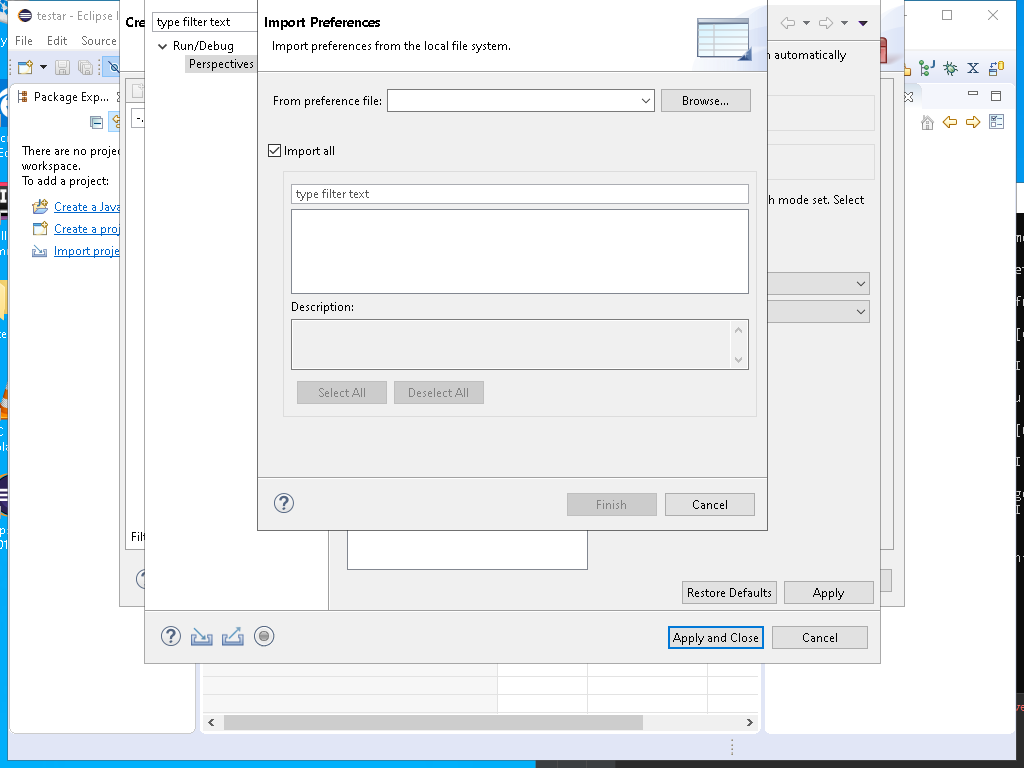 testar - Eclipse I
File Edit Source
Package Exp...
There are no proje
workspace.
To add a project:
Create a Java
Create a proj
Import proje
Cre
Filt
type filter text
Run/Debug
Perspectives
Import Preferences
Import preferences from the local file system.
From preference file:
Browse...
Import all
type filter text
Description:
Select All
Deselect All
Finish
Cancel
automatically
h mode set. Select
Restore Defaults
Apply
Apply and Close
Cancel